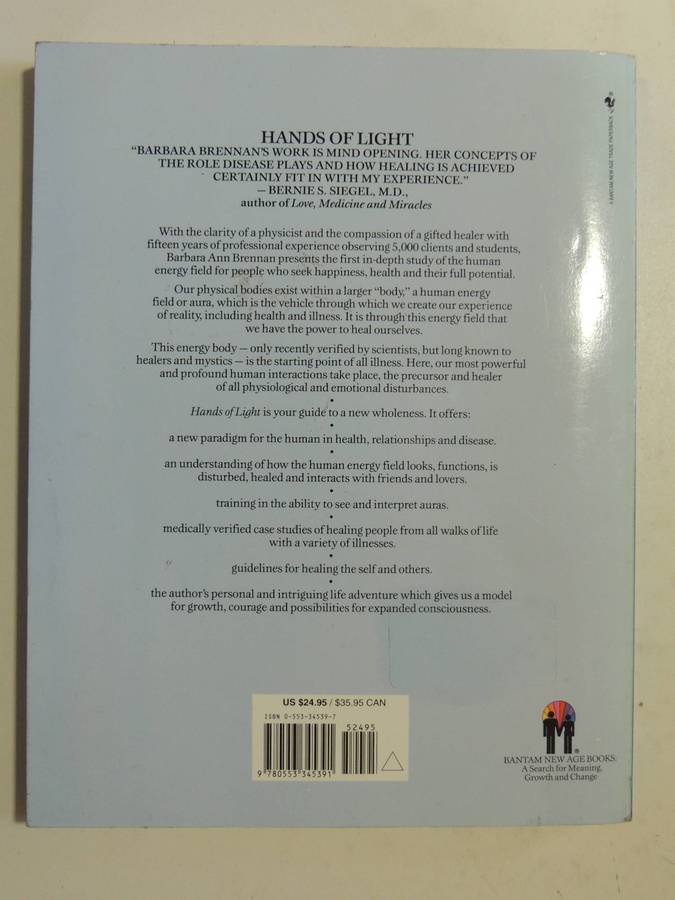 A BANTAM NEW AGE TRADE PAPERBACK
HANDS OF LIGHT
“BARBARA BRENNAN'S WORK IS MIND OPENING. HER CONCEPTS OF
THE ROLE DISEASE PLAYS AND HOW HEALING IS ACHIEVED
CERTAINLY FIT IN WITH MY EXPERIENCE.”
— BERNIE S. SIEGEL, M.D.,
author of Love, Medicine and Miracles
With the clarity of a physicist and the compassion of a gifted healer with
fifteen years of professional experience observing 5,000 clients and students,
Barbara Ann Brennan presents the first in-depth study of the human
energy field for people who seek happiness, health and their full potential.
Our physical bodies exist within a larger “body,” a human energy
field or aura, which is the vehicle through which we create our experience
of reality, including health and illness. It is through this energy field that
we have the power to heal ourselves.
This energy body — only recently verified by scientists, but long known to
healers and mystics — is the starting point of all illness. Here, our most powerful
and profound human interactions take place, the precursor and healer
of all physiological and emotional disturbances.
•
Hands of Light is your guide to a new wholeness. It offers:
•
a new paradigm for the human in health, relationships and disease.
•
an understanding of how the human energy field looks, functions, is
disturbed, healed and interacts with friends and lovers.
•
training in the ability to see and interpret auras.
•
medically verified case studies of healing people from all walks of life
with a variety of illnesses.
•
guidelines for healing the self and others.
•
the author's personal and intriguing life adventure which gives us a model
for growth, courage and possibilities for expanded consciousness.
US $24.95 / $35.95 CAN
ISBN 0-553-34539-7
52495
9 780553 345391
BANTAM NEW AGE BOOKS:
A Search for Meaning,
Growth and Change